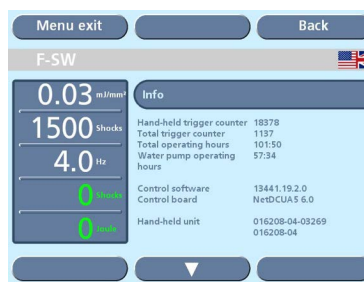 Menu exit
Back
F-SW
0.03 mJ/mm²
1500 Shocks
4.0 Hz
0 Shocks
0 Joule
Info
Hand-held trigger counter 18378
Total trigger counter 1137
Total operating hours 101:50
Water pump operating hours 57:34
Control software 13441.19.2.0
Control board NetDCUA5 6.0
Hand-held unit 016208-04-03269
016208-04